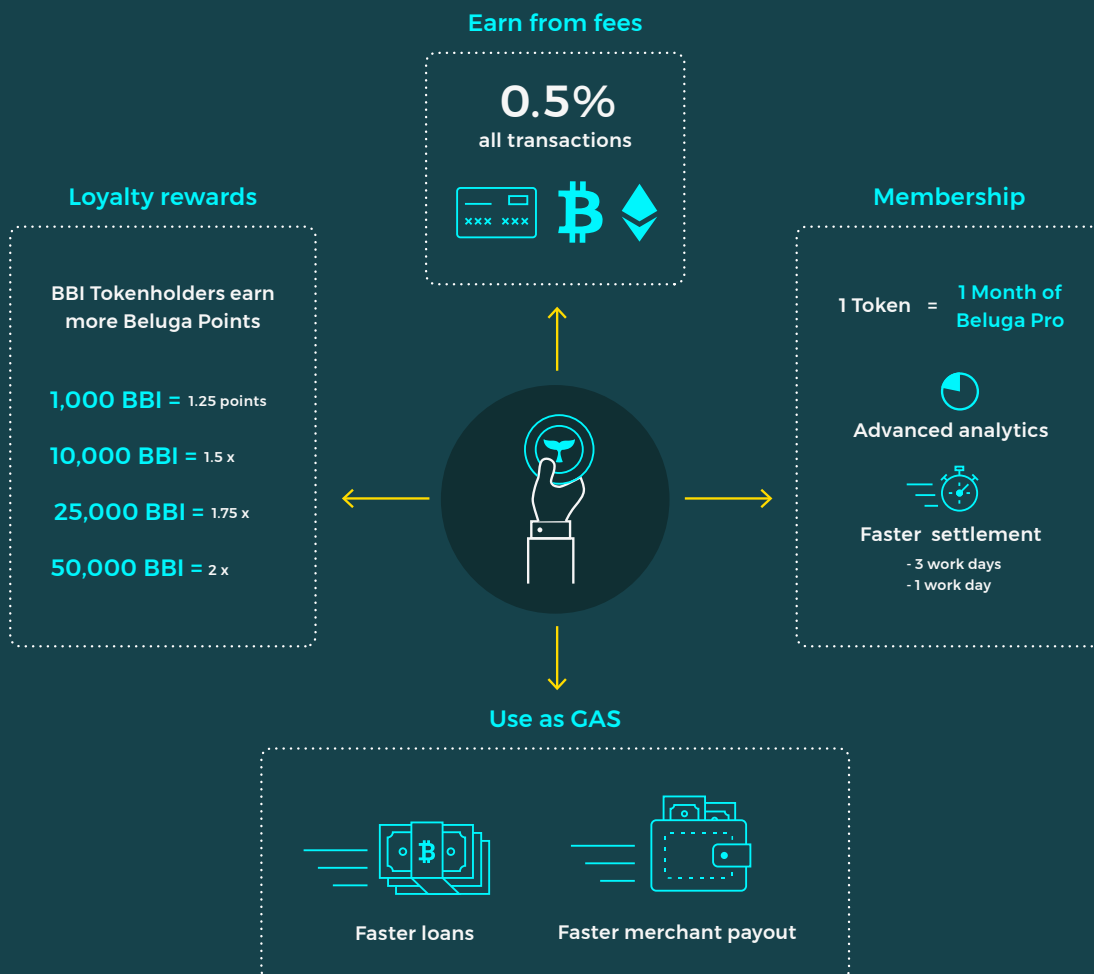 Earn from fees
0.5%
all transactions
xxx xxx
Loyalty rewards
BBI Tokenholders earn
more Beluga Points
1,000 BBI = 1.25 points
10,000 BBI = 1.5 x
25,000 BBI = 1.75 x
50,000 BBI = 2 x
Membership
1 Token = 1 Month of
Beluga Pro
Advanced analytics
Faster settlement
- 3 work days
- 1 work day
Use as GAS
Faster loans
Faster merchant payout